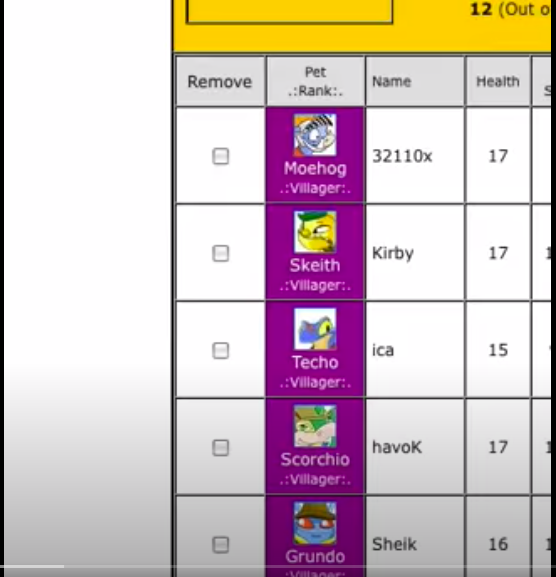 12 (Out o
Remove
Pet
.:Rank:.
Name
Health
S
Moehog
.:Villager:.
32110x
17
Skeith
.:Villager:.
Kirby
17
1
Techo
.:Villager:.
ica
15
Scorchio
.:Villager:.
havoK
17
1
Grundo
.:Villager:.
Sheik
16
1